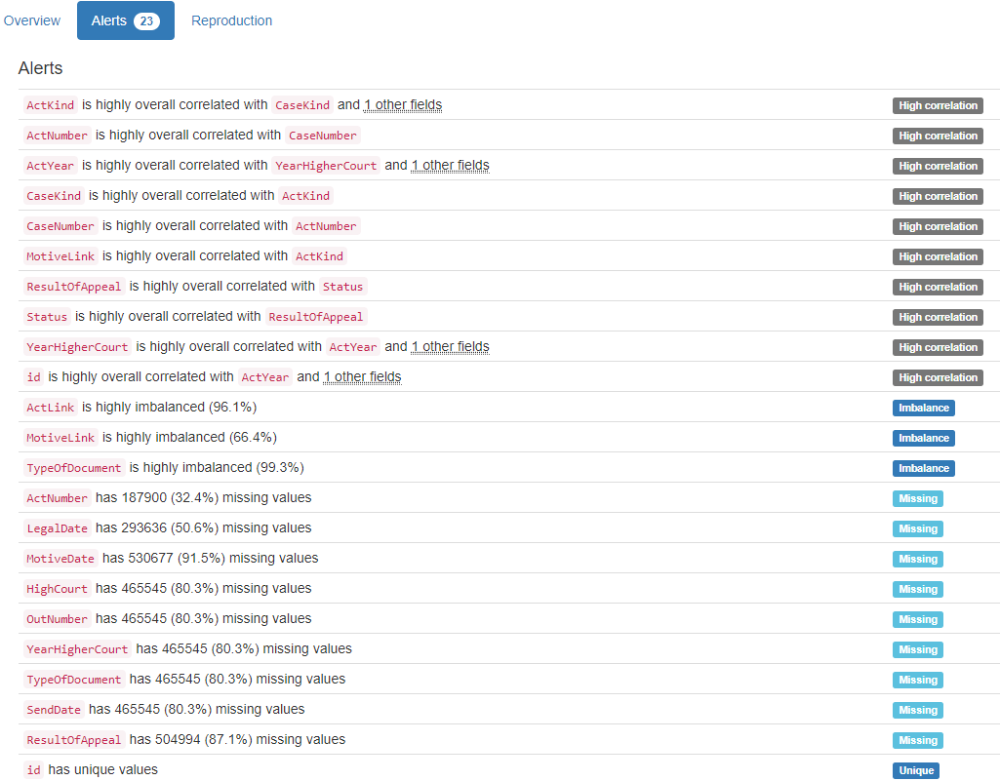 Overview Alerts 23 Reproduction
Alerts
ActKind is highly overall correlated with CaseKind and 1 other fields High correlation
ActNumber is highly overall correlated with CaseNumber High correlation
ActYear is highly overall correlated with YearHigherCourt and 1 other fields High correlation
CaseKind is highly overall correlated with ActKind High correlation
CaseNumber is highly overall correlated with ActNumber High correlation
MotiveLink is highly overall correlated with ActKind High correlation
ResultOfAppeal is highly overall correlated with Status High correlation
Status is highly overall correlated with ResultOfAppeal High correlation
YearHigherCourt is highly overall correlated with ActYear and 1 other fields High correlation
id is highly overall correlated with ActYear and 1 other fields High correlation
ActLink is highly imbalanced (96.1%) Imbalance
MotiveLink is highly imbalanced (66.4%) Imbalance
TypeOfDocument is highly imbalanced (99.3%) Imbalance
ActNumber has 187900 (32.4%) missing values Missing
LegalDate has 293636 (50.6%) missing values Missing
MotiveDate has 530677 (91.5%) missing values Missing
HighCourt has 465545 (80.3%) missing values Missing
OutNumber has 465545 (80.3%) missing values Missing
YearHigherCourt has 465545 (80.3%) missing values Missing
TypeOfDocument has 465545 (80.3%) missing values Missing
SendDate has 465545 (80.3%) missing values Missing
ResultOfAppeal has 504994 (87.1%) missing values Missing
id has unique values Unique